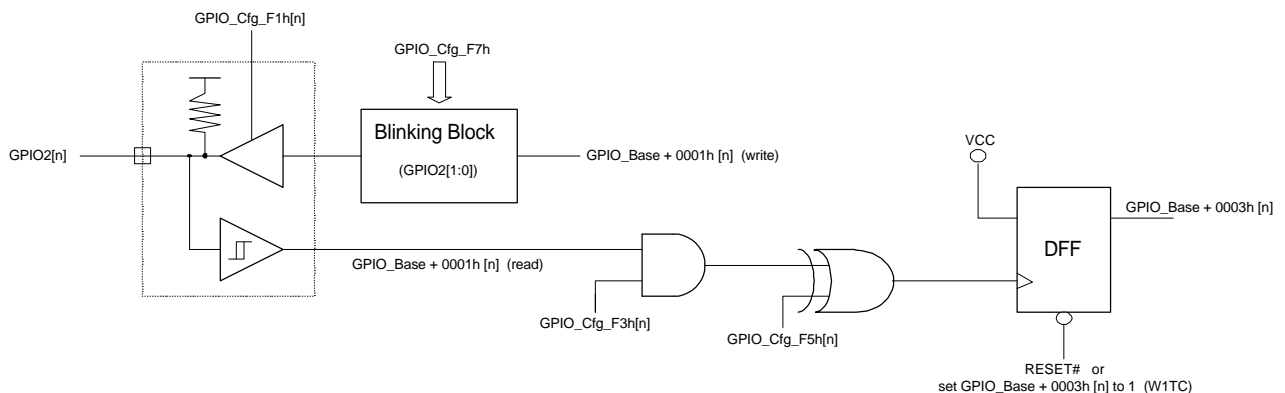 GPIO_Cfg_F1h[n]
GPIO_Cfg_F7h
Blinking Block
(GPIO2[1:0])
GPIO2[n]
GPIO_Base + 0001h [n] (write)
VCC
GPIO_Base + 0003h [n]
DFF
GPIO_Base + 0001h [n] (read)
GPIO_Cfg_F3h[n]
GPIO_Cfg_F5h[n]
RESET# or
set GPIO_Base + 0003h [n] to 1 (W1TC)